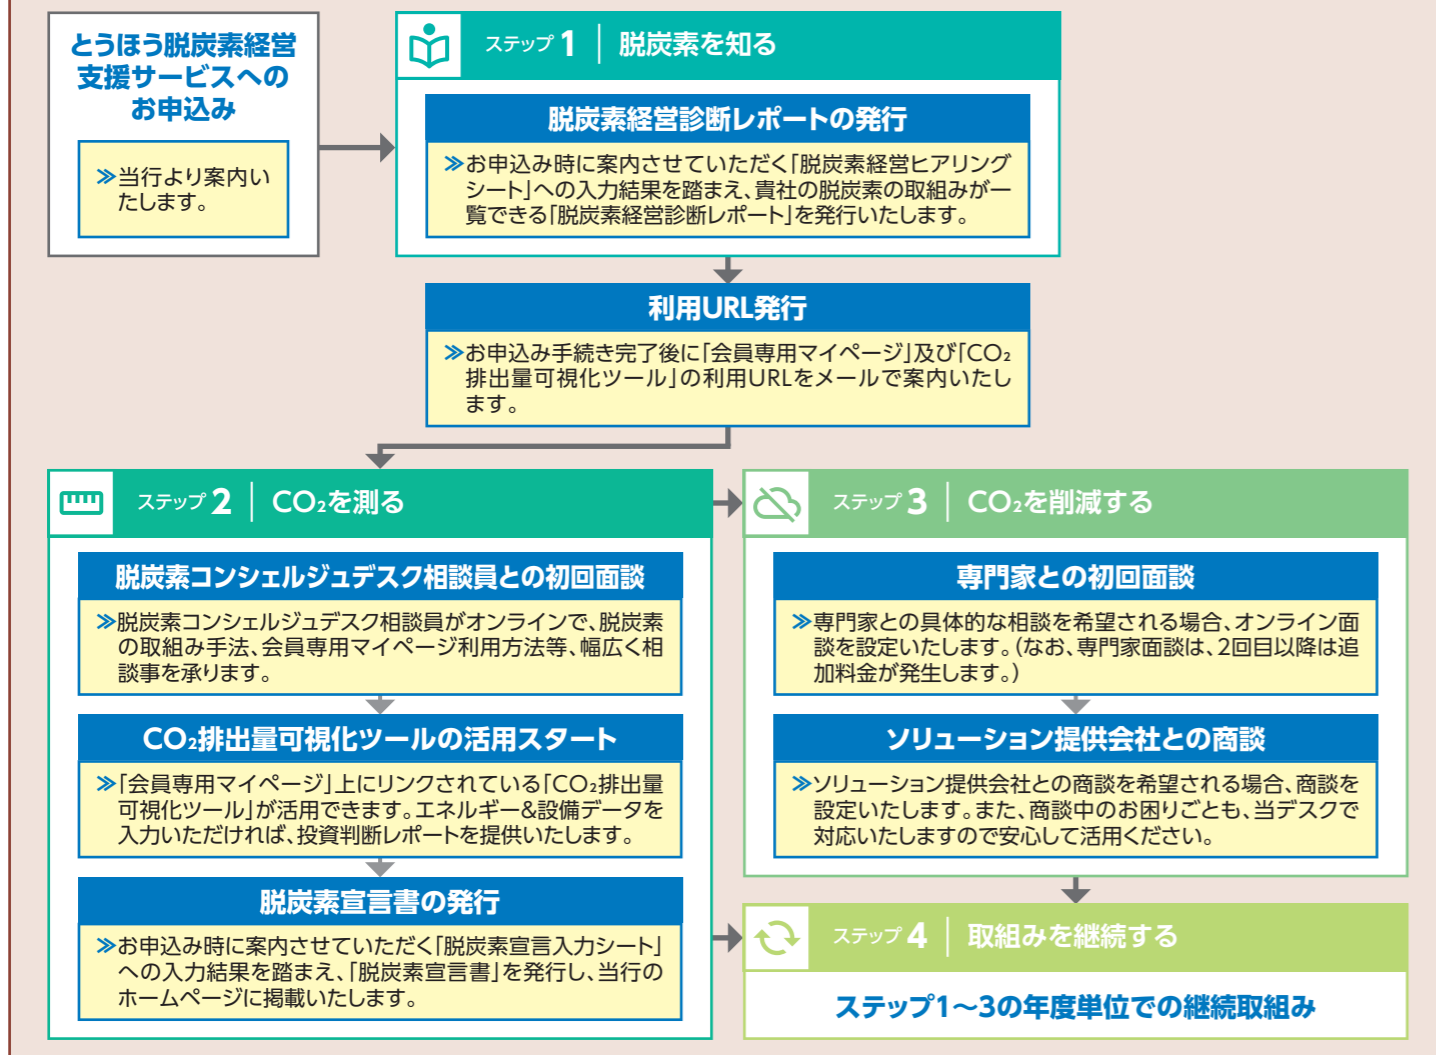 とうほう脱炭素経営
支援サービスへの
お申込み
≫当行より案内い
たします。
ステップ1 | 脱炭素を知る
脱炭素経営診断レポートの発行
≫お申込み時に案内させていただく「脱炭素経営ヒアリング
シート」への入力結果を踏まえ、貴社の脱炭素の取組みが一
覧できる「脱炭素経営診断レポート」を発行いたします。
利用URL発行
≫お申込み手続き完了後に「会員専用マイページ」及び「CO₂
排出量可視化ツール」の利用URLをメールで案内いたし
ます。
ステップ2 | CO₂を測る
脱炭素コンシェルジュデスク相談員との初回面談
≫脱炭素コンシェルジュデスク相談員がオンラインで、脱炭素
の取組み手法、会員専用マイページ利用方法等、幅広く相
談事を承ります。
CO₂排出量可視化ツールの活用スタート
≫「会員専用マイページ」上にリンクされている「CO₂排出量
可視化ツール」が活用できます。エネルギー&設備データを
入力いただければ、投資判断レポートを提供いたします。
脱炭素宣言書の発行
≫お申込み時に案内させていただく「脱炭素宣言入力シート」
への入力結果を踏まえ、「脱炭素宣言書」を発行し、当行の
ホームページに掲載いたします。
ステップ3 | CO₂を削減する
専門家との初回面談
≫専門家との具体的な相談を希望される場合、オンライン面
談を設定いたします。(なお、専門家面談は、2回目以降は追
加料金が発生します。)
ソリューション提供会社との商談
≫ソリューション提供会社との商談を希望される場合、商談を
設定いたします。また、商談中のお困りごとも、当デスクで
対応いたしますので安心して活用ください。
ステップ4 | 取組みを継続する
ステップ1〜3の年度単位での継続取組み